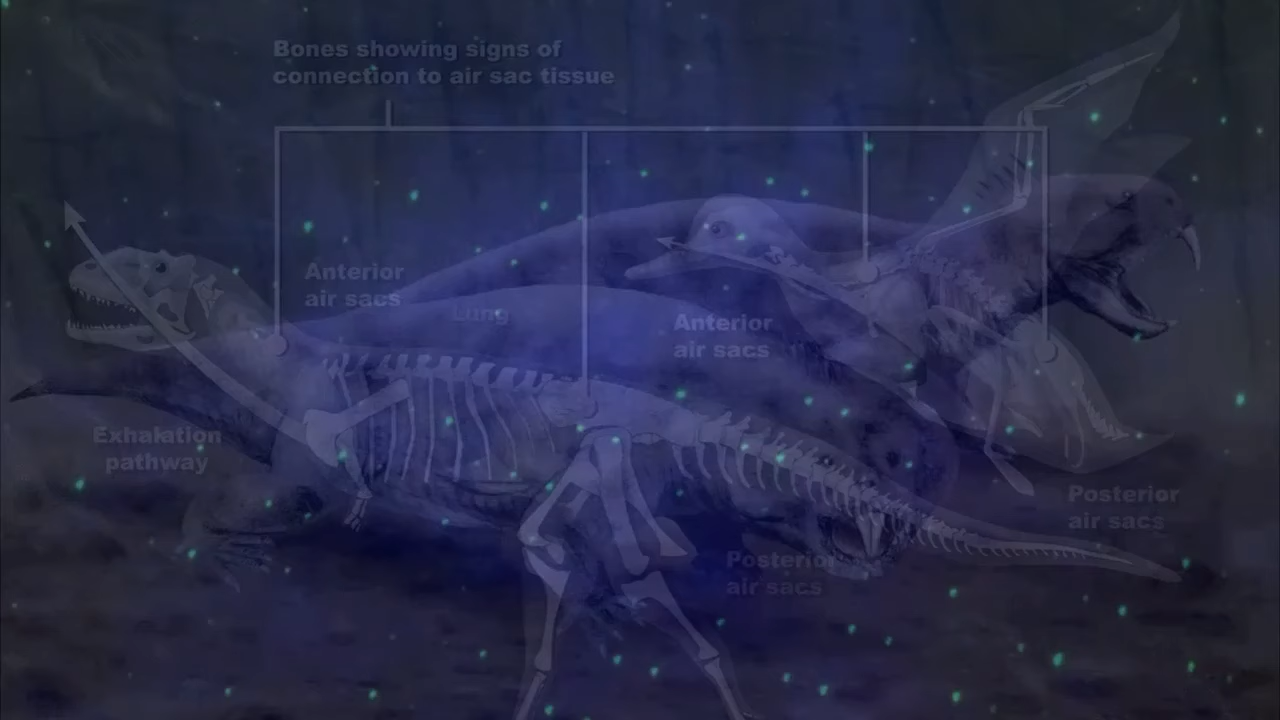 Bones showing signs of
connection to air sac tissue
Anterior
air sacs
Lung
Anterior
air sacs
Exhalation
pathway
Posterior
air sacs
Posterior
air sacs